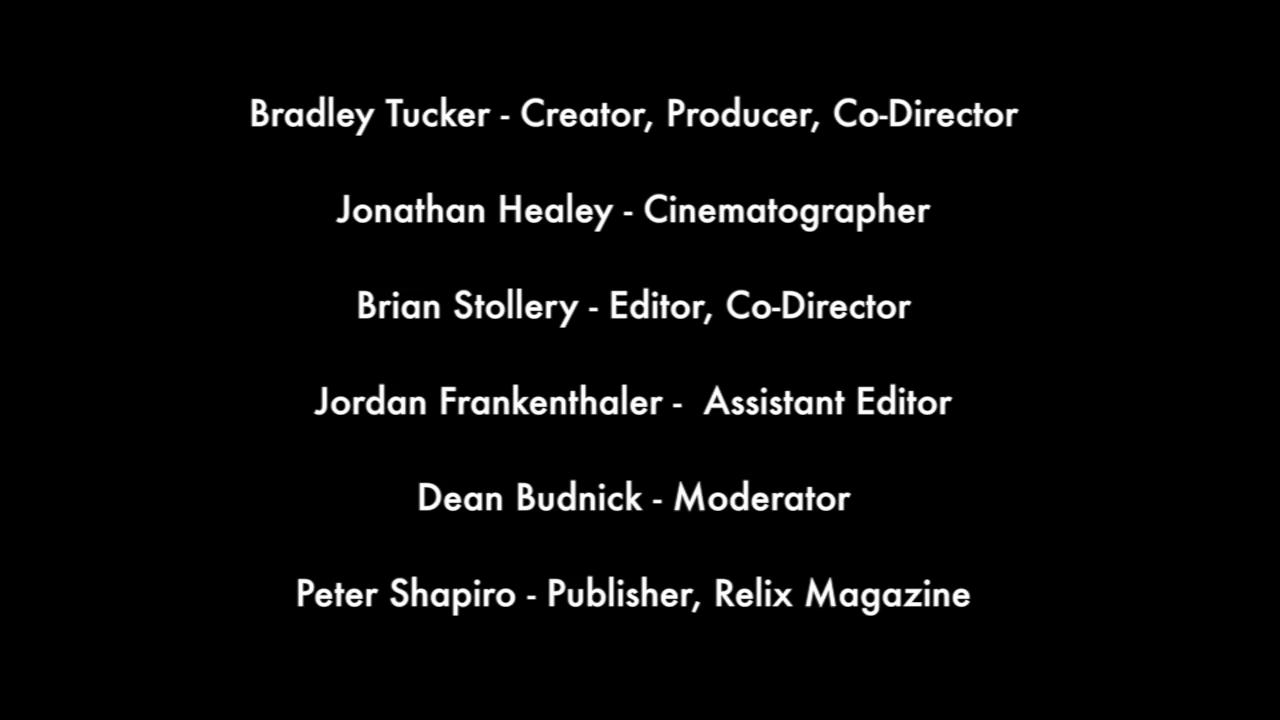 Bradley Tucker - Creator, Producer, Co-Director
Jonathan Healey - Cinematographer
Brian Stollery - Editor, Co-Director
Jordan Frankenthaler -  Assistant Editor
Dean Budnick - Moderator
Peter Shapiro - Publisher, Relix Magazine